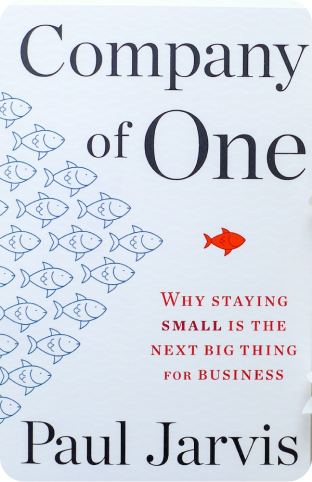 Company
of One
WHY STAYING
SMALL IS THE
NEXT BIG THING
FOR BUSINESS
Paul Jarvis